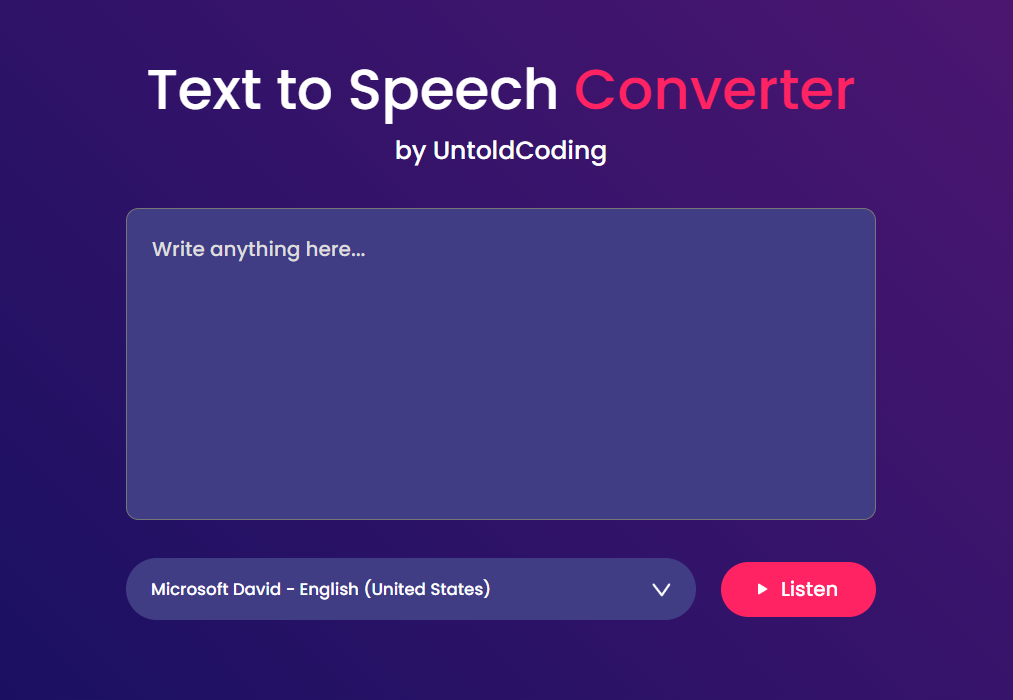 Text to Speech Converter
by UntoldCoding
Write anything here...
Microsoft David - English (United States)
Listen